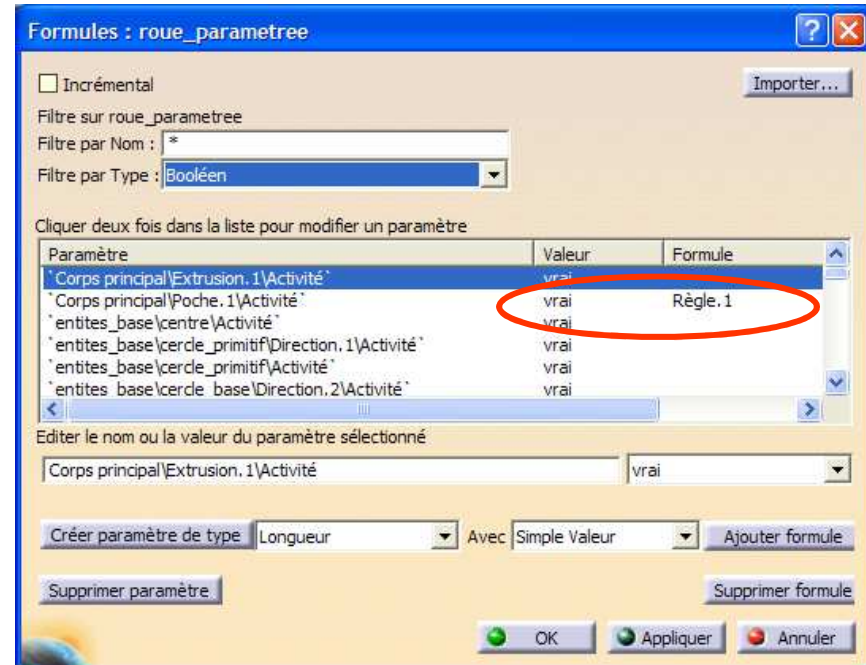 Formules : roue_parametrée
Incrémental Importer...
Filtre sur roue_parametree
Filtre par Nom : *
Filtre par Type : Booléen
Cliquer deux fois dans la liste pour modifier un paramètre
Paramètre Valeur Formule
`Corps principal\Extrusion.1\Activité` vrai
`Corps principal\Poche.1\Activité` vrai Règle.1
`entites_base\centre\Activité` vrai
`entites_base\cercle_primitif\Direction.1\Activité` vrai
`entites_base\cercle_primitif\Activité` vrai
`entites_base\cercle_base\Direction.2\Activité` vrai
Editer le nom ou la valeur du paramètre sélectionné
Corps principal\Extrusion.1\Activité vrai
Créer paramètre de type Longueur Avec Simple Valeur Ajouter formule
Supprimer paramètre Supprimer formule
OK Appliquer Annuler